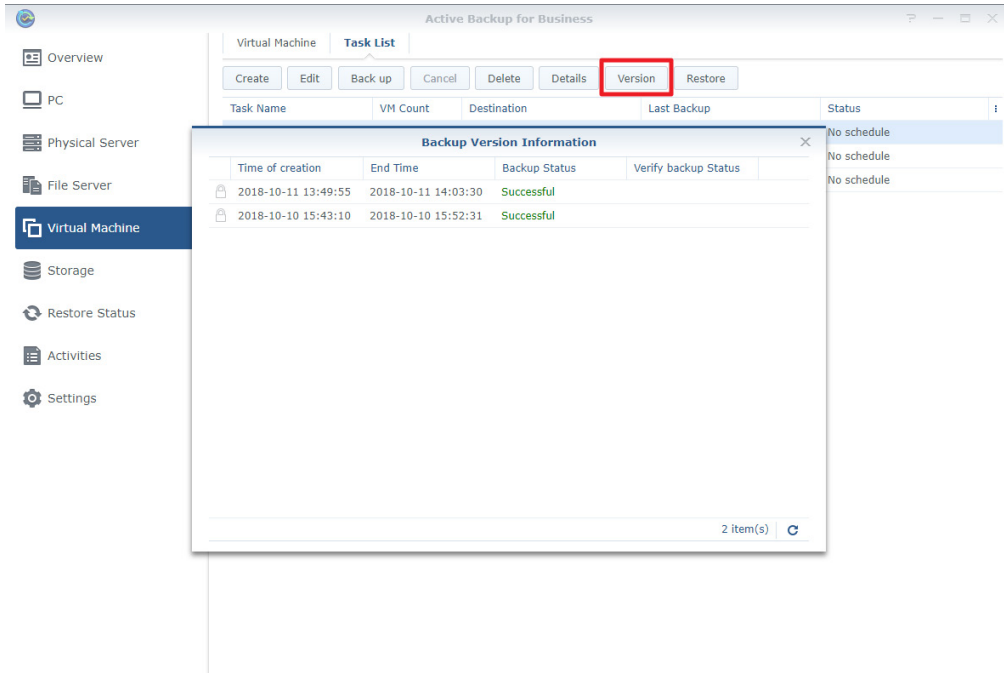 Active Backup for Business
Overview
PC
Physical Server
File Server
Virtual Machine
Storage
Restore Status
Activities
Settings
Virtual Machine Task List
Create Edit Back up Cancel Delete Details Version Restore
Task Name VM Count Destination Last Backup Status
No schedule
No schedule
No schedule
Backup Version Information
Time of creation End Time Backup Status Verify backup Status
2018-10-11 13:49:55 2018-10-11 14:03:30 Successful
2018-10-10 15:43:10 2018-10-10 15:52:31 Successful
2 item(s)